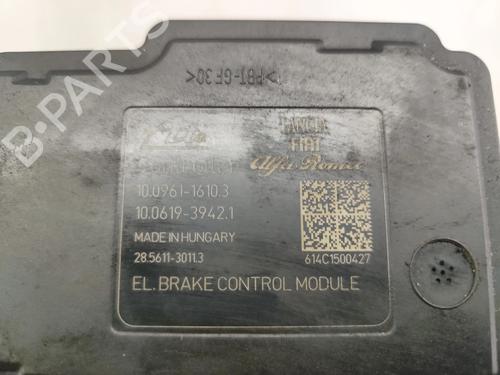 >PBT-GF30<
ATE
LANCIA
FIAT
Alfa Romeo
10.0961-1610.3
10.0619-3942.1
MADE IN HUNGARY
28.5611-3011.3
614C1500427
EL. BRAKE CONTROL MODULE